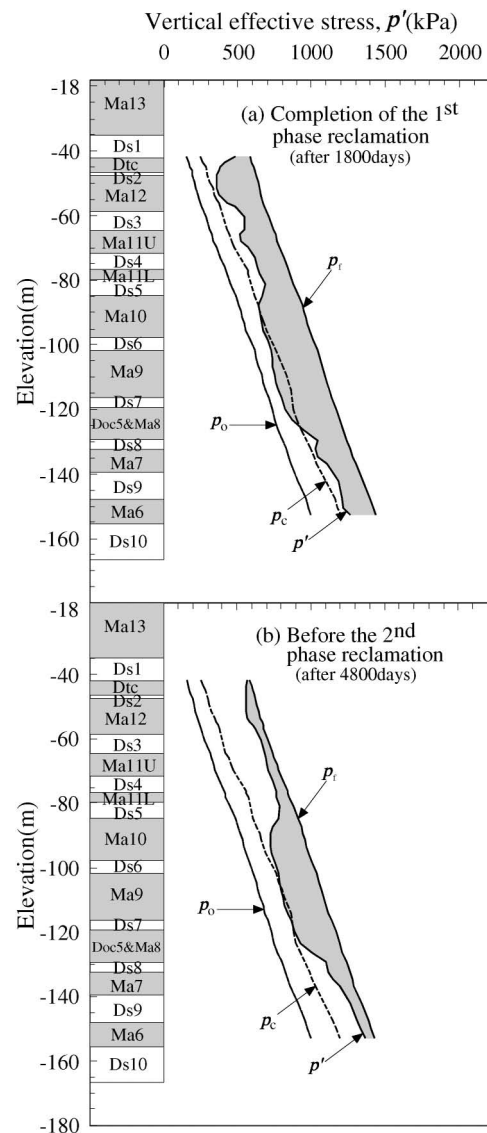 Vertical effective stress, p'(kPa)
0 500 1000 1500 2000
-18
-40
-60
-80
-100
-120
-140
-160
Elevation(m)
Ma13
Ds1
Dtc
Ds2
Ma12
Ds3
Ma11U
Ds4
Ma11L
Ds5
Ma10
Ds6
Ma9
Ds7
Doc5&Ma8
Ds8
Ma7
Ds9
Ma6
Ds10
(a) Completion of the 1st
phase reclamation
(after 1800days)
pf
po
pc
p'
-18
-40
-60
-80
-100
-120
-140
-160
-180
Elevation(m)
Ma13
Ds1
Dtc
Ds2
Ma12
Ds3
Ma11U
Ds4
Ma11L
Ds5
Ma10
Ds6
Ma9
Ds7
Doc5&Ma8
Ds8
Ma7
Ds9
Ma6
Ds10
(b) Before the 2nd
phase reclamation
(after 4800days)
pf
po
pc
p'